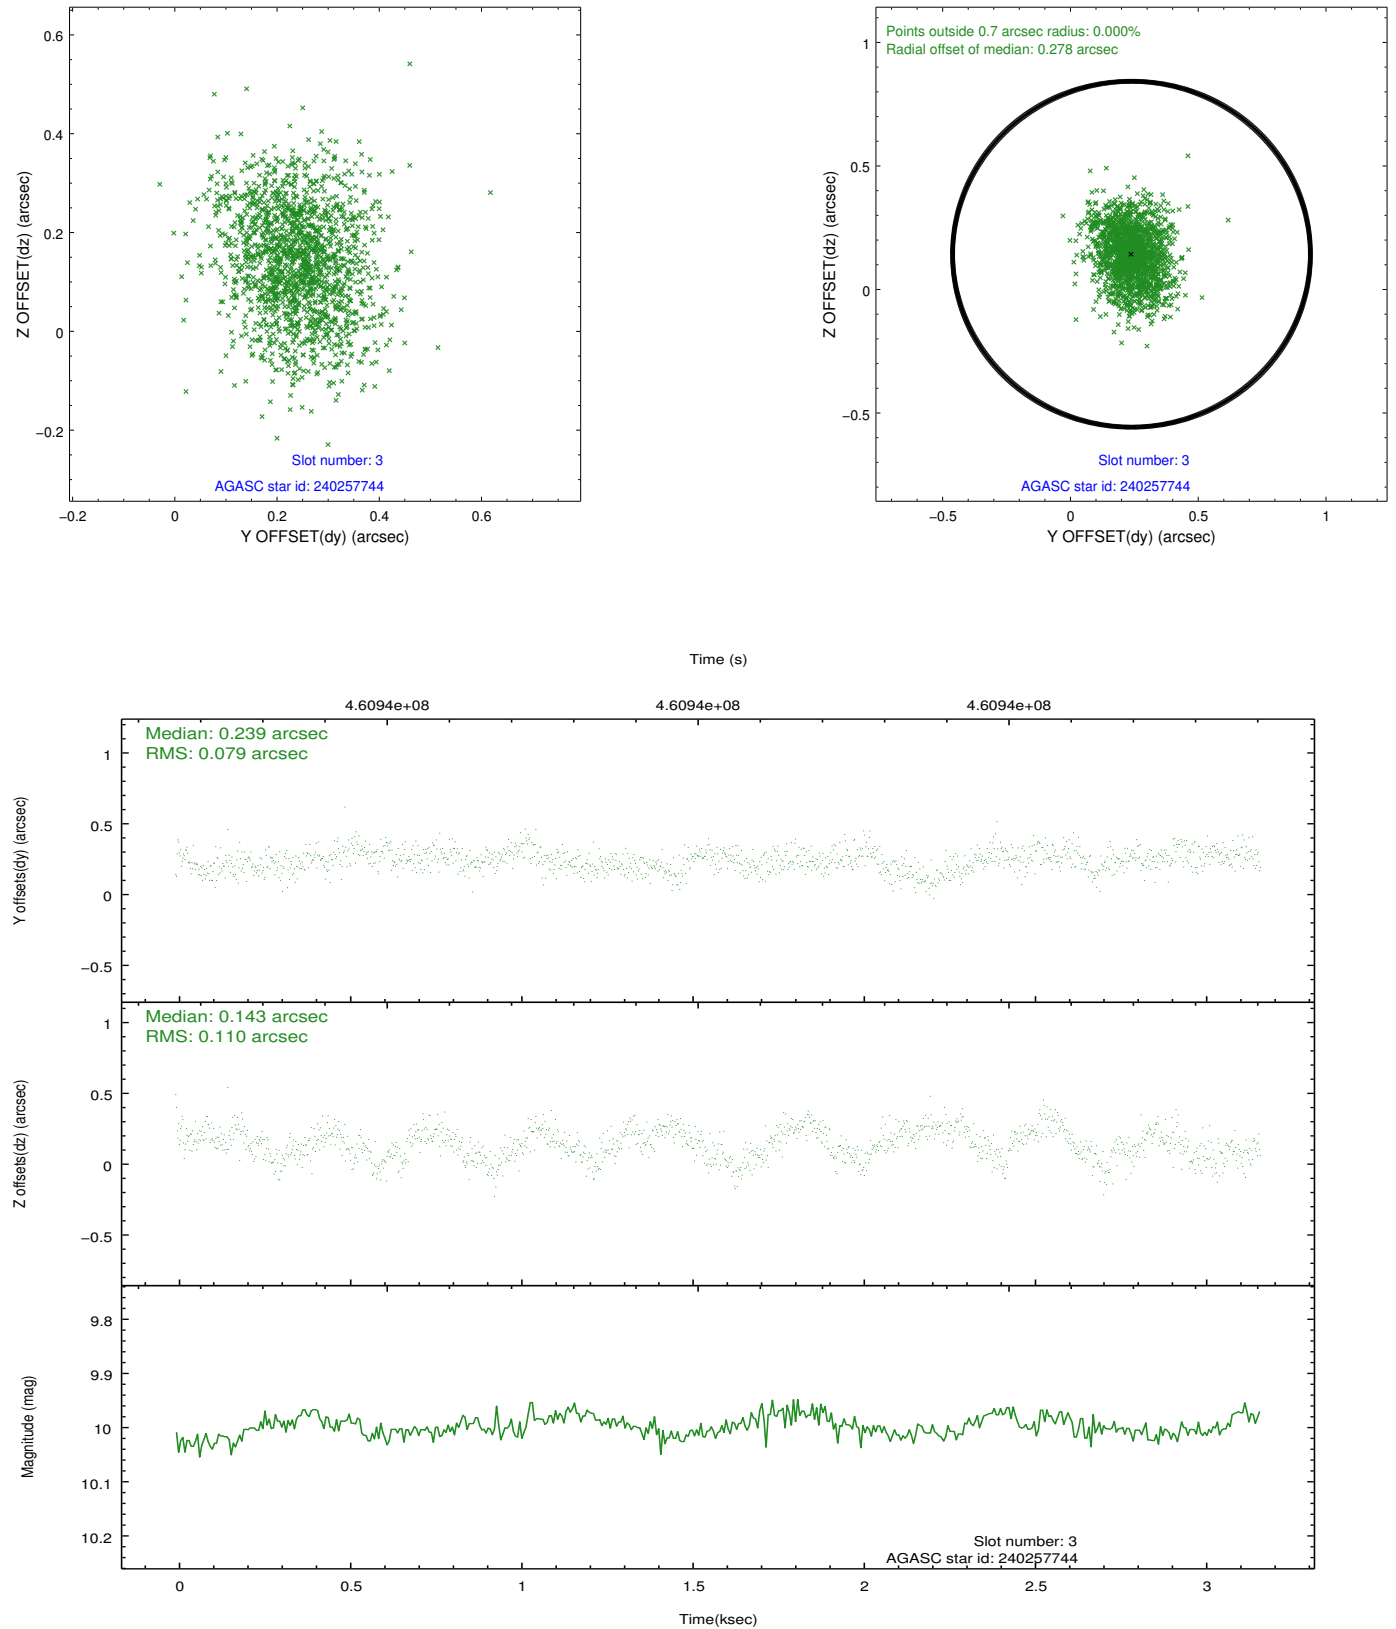 0.6
0.4
0.2
0
−0.2
Z OFFSET(dz) (arcsec)
Slot number: 3
AGASC star id: 240257744
−0.2 0 0.2 0.4 0.6
Y OFFSET(dy) (arcsec)
Points outside 0.7 arcsec radius: 0.000%
Radial offset of median: 0.278 arcsec
1
0.5
0
−0.5
Z OFFSET(dz) (arcsec)
Slot number: 3
AGASC star id: 240257744
−0.5 0 0.5 1
Y OFFSET(dy) (arcsec)
Time (s)
4.6094e+08 4.6094e+08 4.6094e+08
Median: 0.239 arcsec
RMS: 0.079 arcsec
1
0.5
0
−0.5
Y offsets(dy) (arcsec)
Median: 0.143 arcsec
RMS: 0.110 arcsec
1
0.5
0
−0.5
Z offsets(dz) (arcsec)
9.8
9.9
10
10.1
10.2
Magnitude (mag)
Slot number: 3
AGASC star id: 240257744
0 0.5 1 1.5 2 2.5 3
Time(ksec)